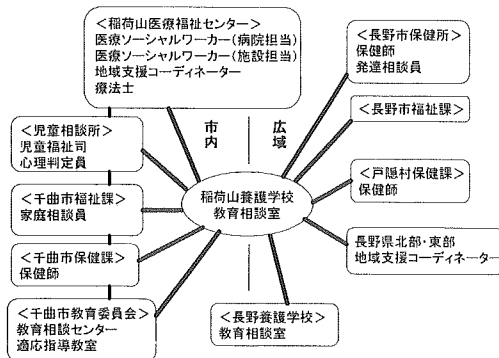 ＜稲荷山医療福祉センター＞
医療ソーシャルワーカー(病院担当)
医療ソーシャルワーカー(施設担当)
地域支援コーディネーター
療法士
＜児童相談所＞
児童福祉司
心理判定員
＜千曲市福祉課＞
家庭相談員
＜千曲市保健課＞
保健師
＜千曲市教育委員会＞
教育相談センター
適応指導教室
市内
広域
稲荷山養護学校
教育相談室
＜長野市保健所＞
保健師
発達相談員
＜長野市福祉課＞
＜戸隠村保健課＞
保健師
長野県北部・東部
地域支援コーディネーター
＜長野養護学校＞
教育相談室